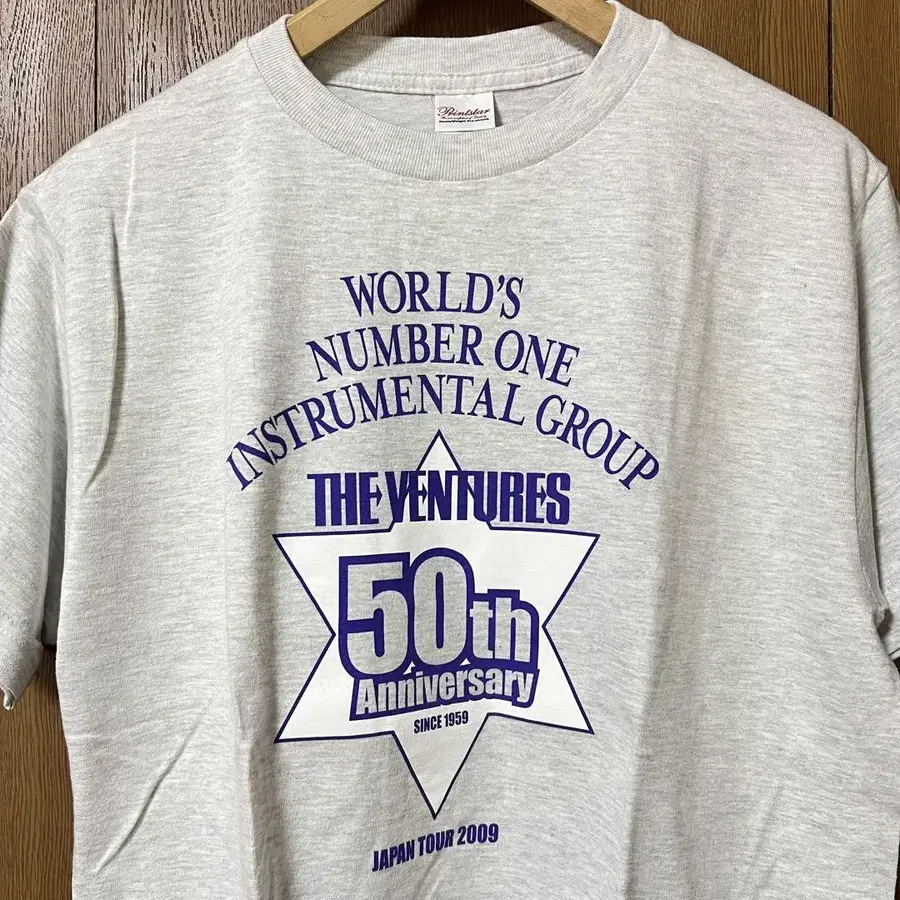 Printstar
WORLD'S
NUMBER ONE
INSTRUMENTAL GROUP
THE VENTURES
50th
Anniversary
SINCE 1959
JAPAN TOUR 2009